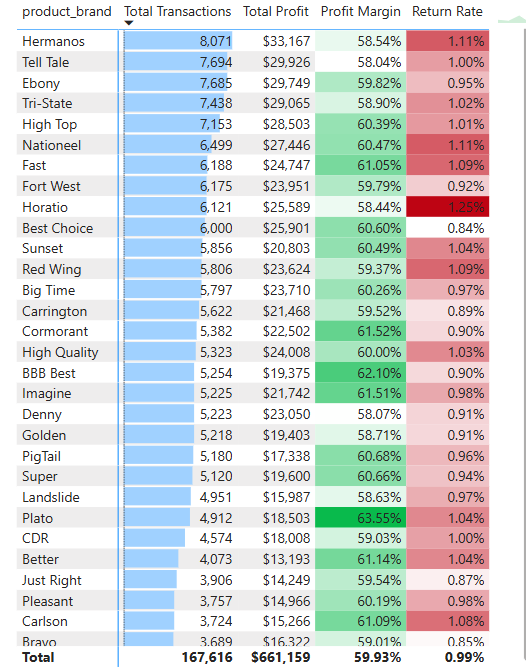 product_brand Total Transactions Total Profit Profit Margin Return Rate
Hermanos 8,071 $33,167 58.54% 1.11%
Tell Tale 7,694 $29,926 58.04% 1.00%
Ebony 7,685 $29,749 59.82% 0.95%
Tri-State 7,438 $29,065 58.90% 1.02%
High Top 7,153 $28,503 60.39% 1.01%
Nationeel 6,499 $27,446 60.47% 1.11%
Fast 6,188 $24,747 61.05% 1.09%
Fort West 6,175 $23,951 59.79% 0.92%
Horatio 6,121 $25,589 58.44% 1.25%
Best Choice 6,000 $25,901 60.60% 0.84%
Sunset 5,856 $20,803 60.49% 1.04%
Red Wing 5,806 $23,624 59.37% 1.09%
Big Time 5,797 $23,710 60.26% 0.97%
Carrington 5,622 $21,468 59.52% 0.89%
Cormorant 5,382 $22,502 61.52% 0.90%
High Quality 5,323 $24,008 60.00% 1.03%
BBB Best 5,254 $19,375 62.10% 0.90%
Imagine 5,225 $21,742 61.51% 0.98%
Denny 5,223 $23,050 58.07% 0.91%
Golden 5,218 $19,403 58.71% 0.91%
PigTail 5,180 $17,338 60.68% 0.96%
Super 5,120 $19,600 60.66% 0.94%
Landslide 4,951 $15,987 58.63% 0.97%
Plato 4,912 $18,503 63.55% 1.04%
CDR 4,574 $18,008 59.03% 1.00%
Better 4,073 $13,193 61.14% 1.04%
Just Right 3,906 $14,249 59.54% 0.87%
Pleasant 3,757 $14,966 60.19% 0.98%
Carlson 3,724 $15,266 61.09% 1.08%
Bravo 3,689 $16,322 59.01% 0.85%
Total 167,616 $661,159 59.93% 0.99%